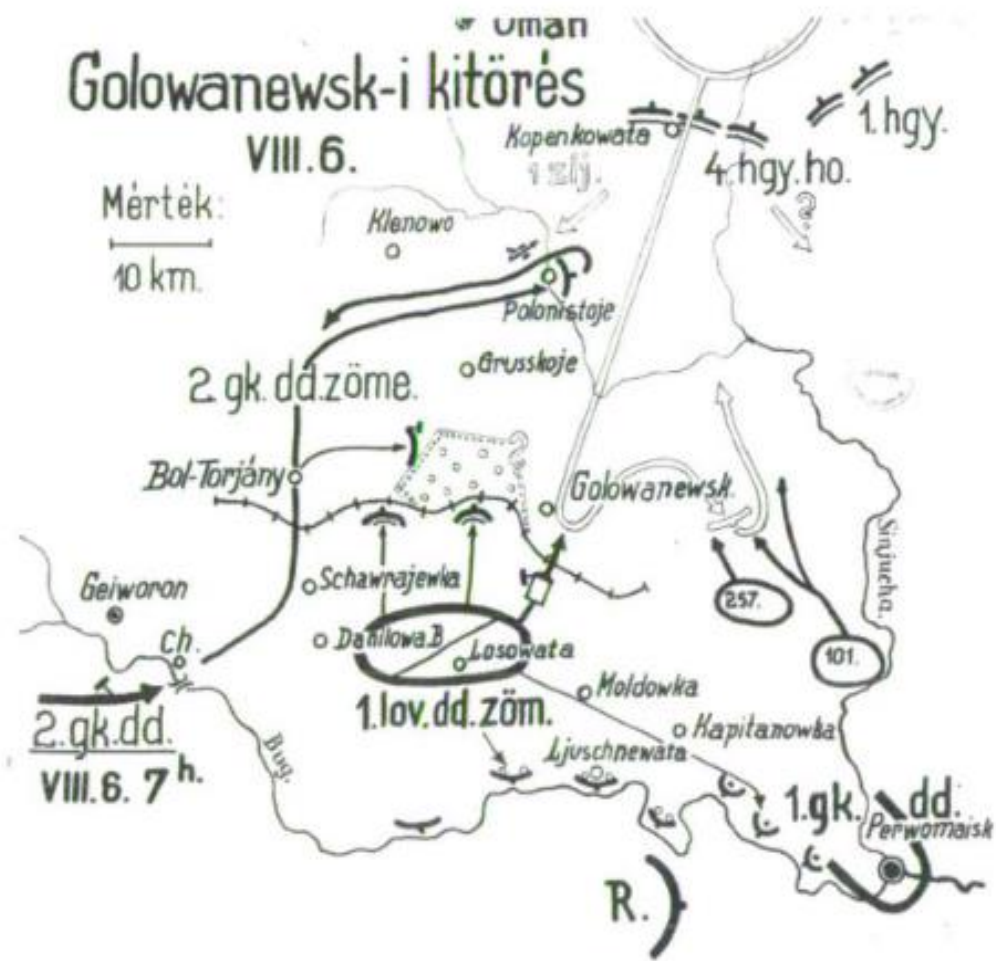 Uman
Golowanewsk-i kitörés
VIII.6.
Mérték:
10 km.
1.hgy.
Kopenkowata
4.hgy.ho.
1 zlj.
Klenowo
Polonistoje
Grusskoje
2.gk.dd.zöme.
Bol-Torjány
Golowanewsk.
Sinjucha.
Schawrajewka
Geiworon
257.
Danilowa.B
Losowata
101.
ch.
Moldowka
2.gk.dd.
VIII.6. 7h.
1.lov.dd.zöm.
Kapitanowka
Bug.
Ljuschnewata
1.gk. dd.
Perwomaisk
R.